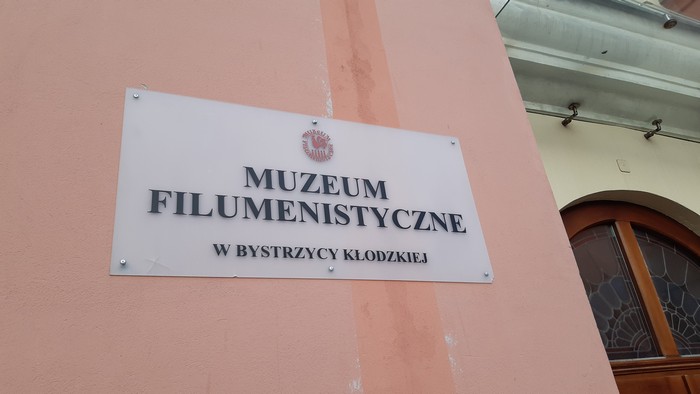 MUZEUM
FILUMENISTYCZNE
W BYSTRZYCY KŁODZKIEJ